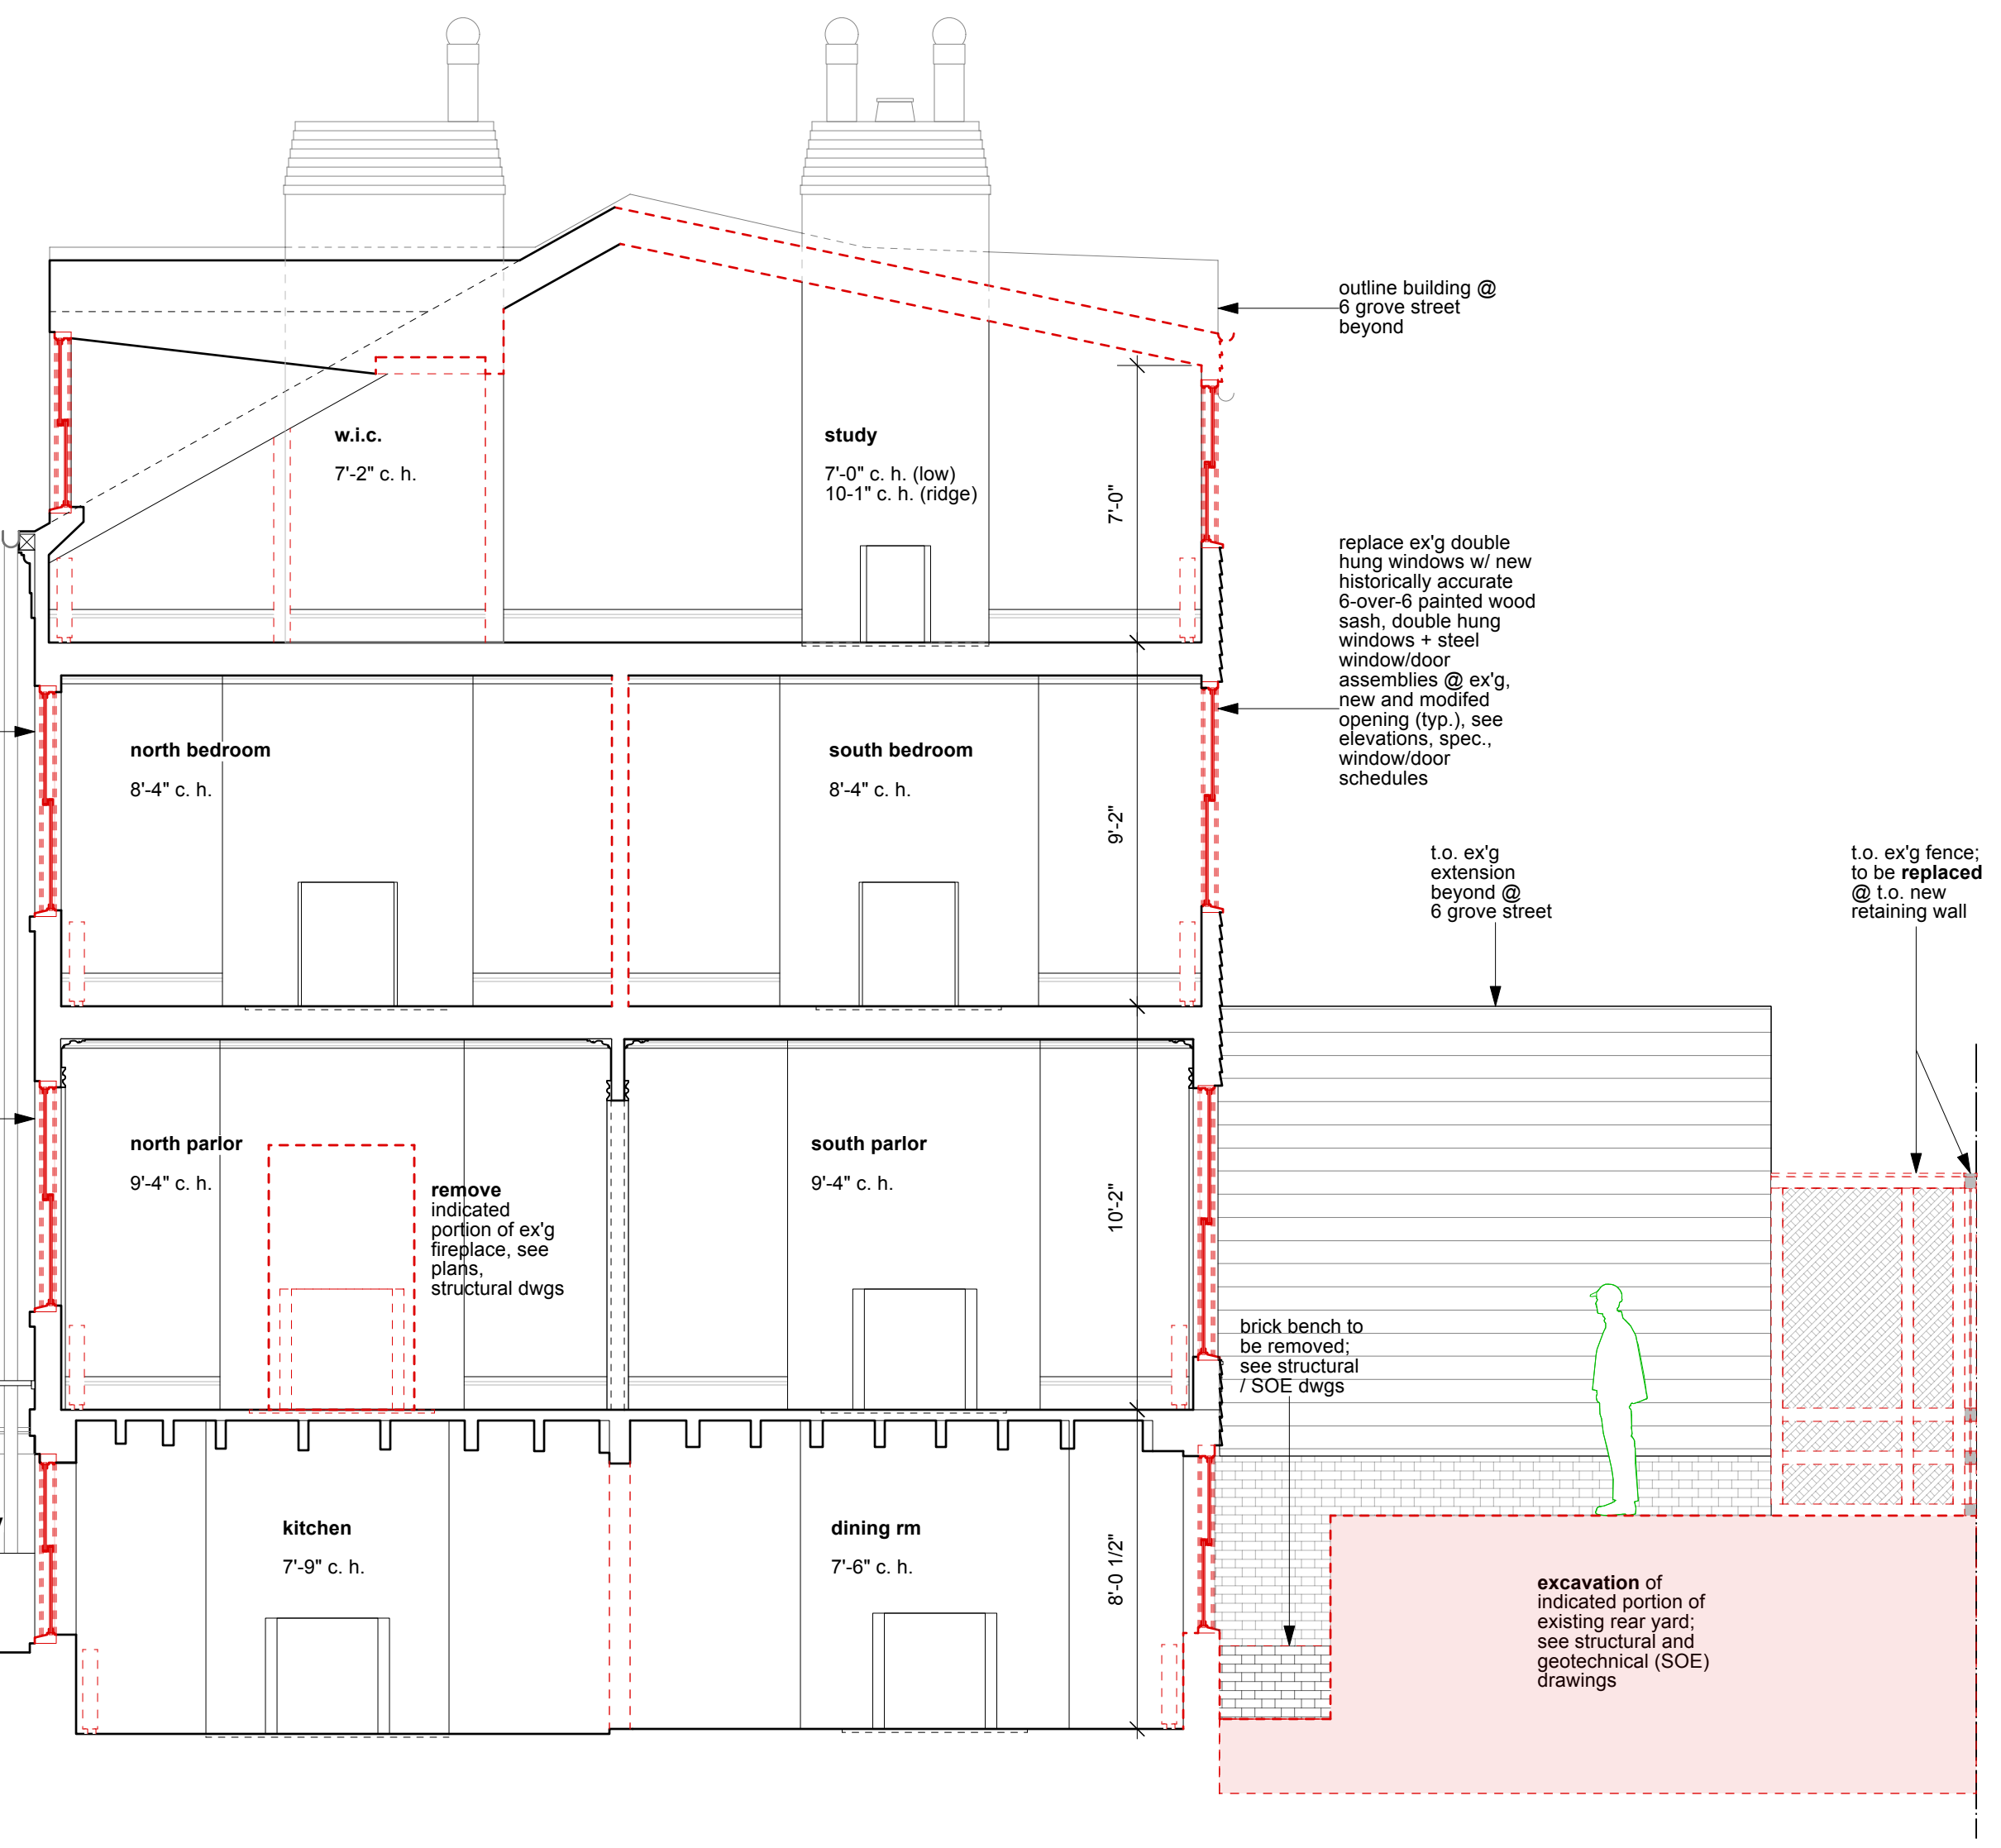 outline building @
6 grove street
beyond
w.i.c.
7'-2" c. h.
study
7'-0" c. h. (low)
10-1" c. h. (ridge)
7'-0"
replace ex'g double
hung windows w/ new
historically accurate
6-over-6 painted wood
sash, double hung
windows + steel
window/door
assemblies @ ex'g,
new and modifed
opening (typ.), see
elevations, spec.,
window/door
schedules
north bedroom
8'-4" c. h.
south bedroom
8'-4" c. h.
9'-2"
t.o. ex'g
extension
beyond @
6 grove street
t.o. ex'g fence;
to be replaced
@ t.o. new
retaining wall
north parlor
9'-4" c. h.
remove
indicated
portion of ex'g
fireplace, see
plans,
structural dwgs
south parlor
9'-4" c. h.
10'-2"
brick bench to
be removed;
see structural
/ SOE dwgs
kitchen
7'-9" c. h.
dining rm
7'-6" c. h.
8'-0 1/2"
excavation of
indicated portion of
existing rear yard;
see structural and
geotechnical (SOE)
drawings